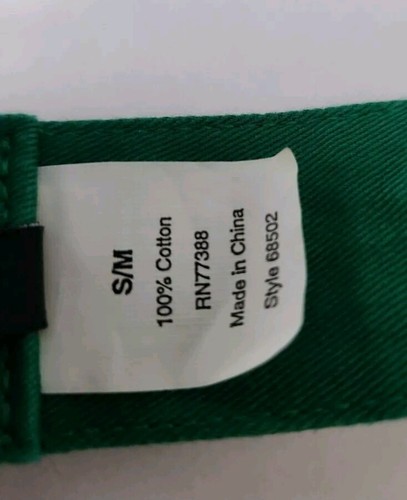 S/M
100% Cotton
RN77388
Made in China
Style 68502